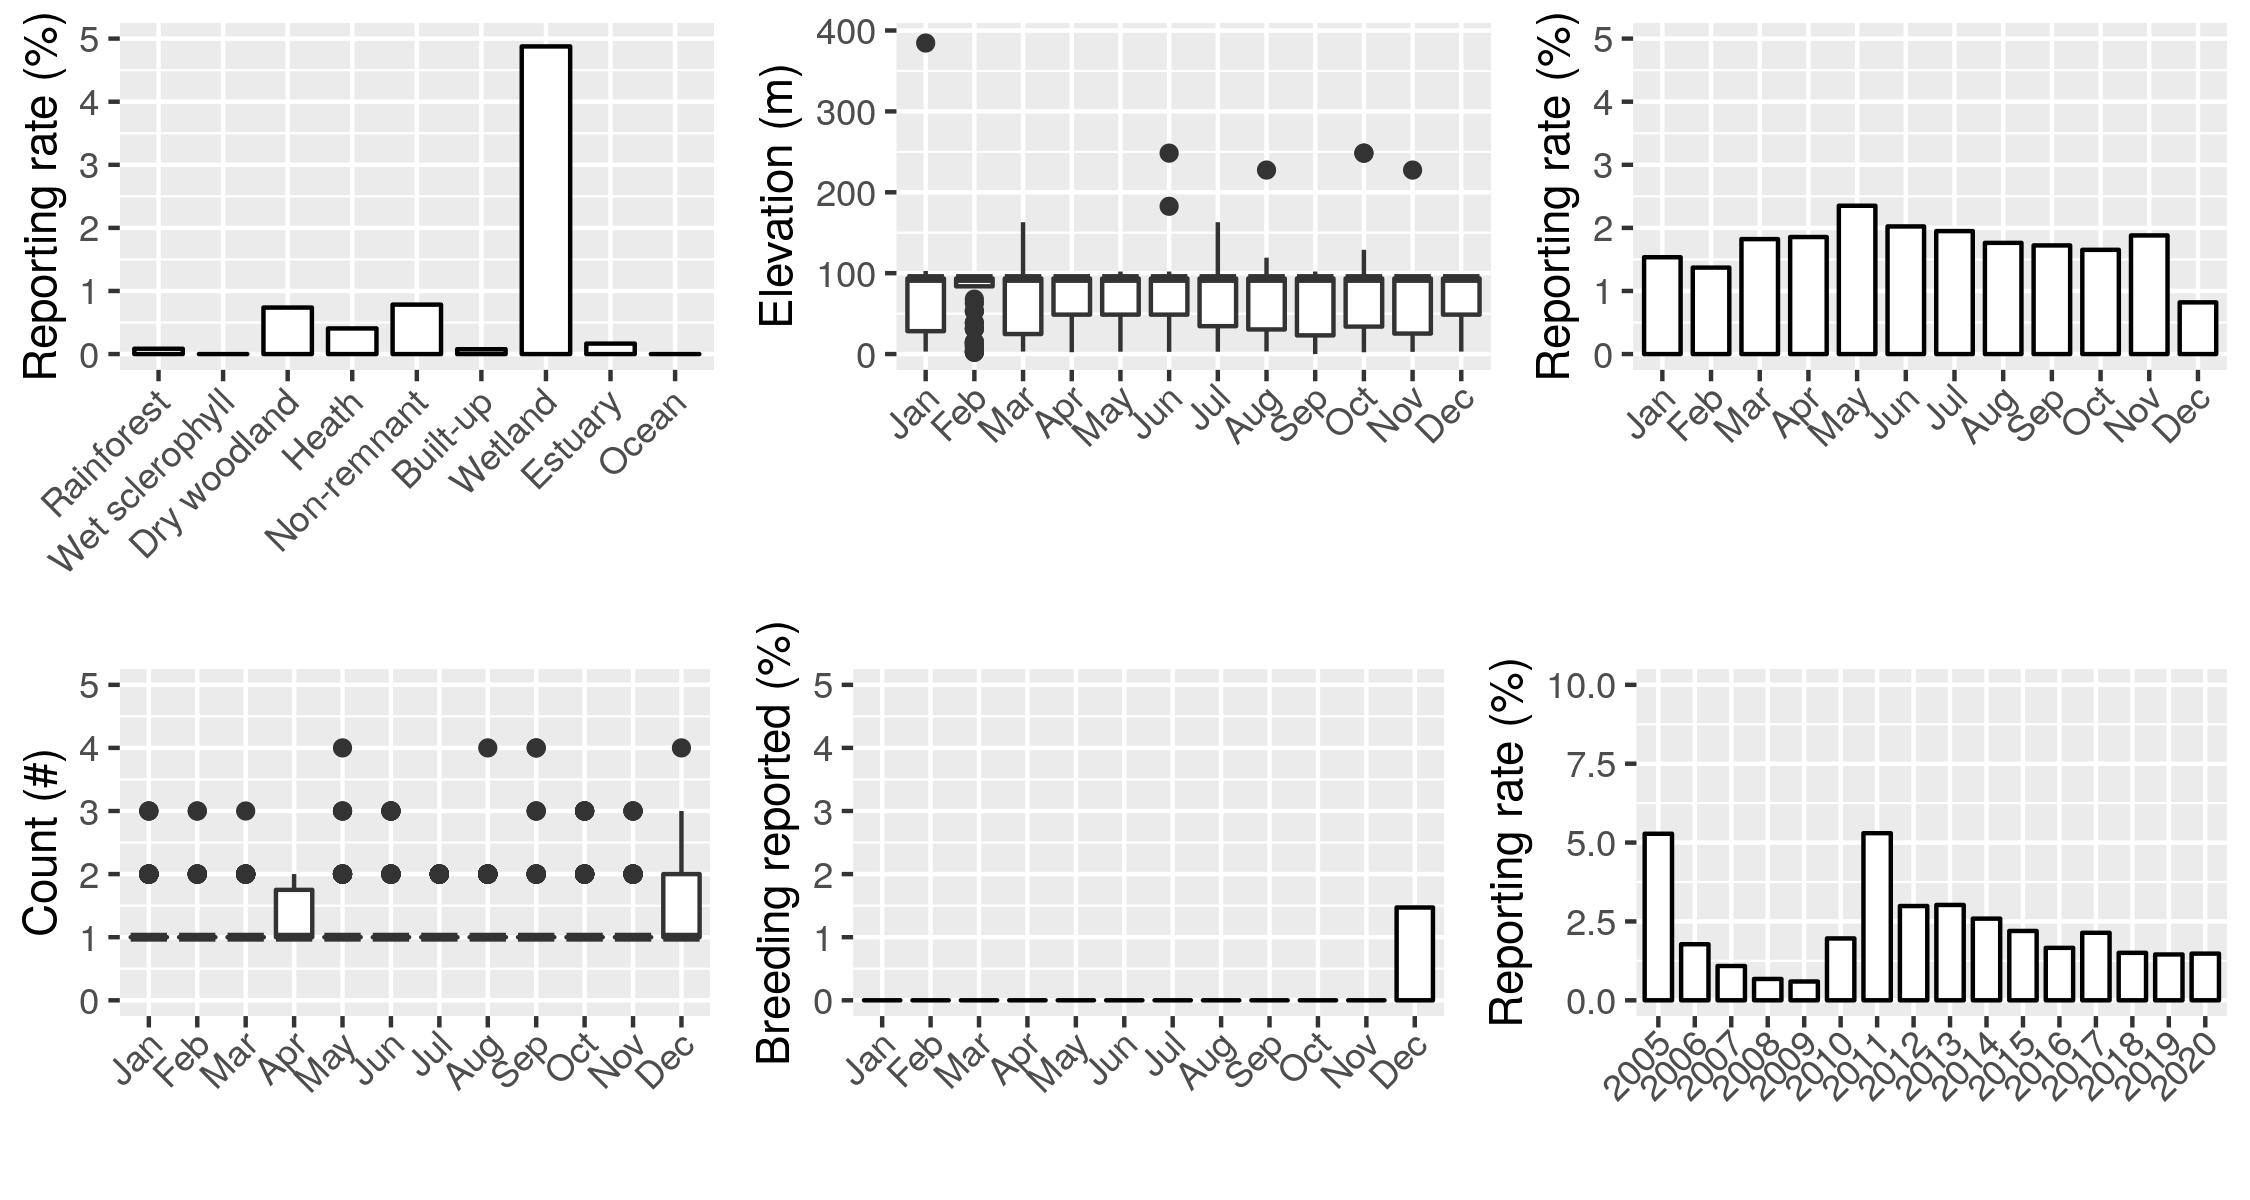 Reporting rate (%)
5
4
3
2
1
0
Rainforest
Wet sclerophyll
Dry woodland
Heath
Non-remnant
Built-up
Wetland
Estuary
Ocean
Elevation (m)
400
300
200
100
0
Jan
Feb
Mar
Apr
May
Jun
Jul
Aug
Sep
Oct
Nov
Dec
Reporting rate (%)
5
4
3
2
1
0
Jan
Feb
Mar
Apr
May
Jun
Jul
Aug
Sep
Oct
Nov
Dec
Count (#)
5
4
3
2
1
0
Jan
Feb
Mar
Apr
May
Jun
Jul
Aug
Sep
Oct
Nov
Dec
Breeding reported (%)
5
4
3
2
1
0
Jan
Feb
Mar
Apr
May
Jun
Jul
Aug
Sep
Oct
Nov
Dec
Reporting rate (%)
10.0
7.5
5.0
2.5
0.0
2005
2006
2007
2008
2009
2010
2011
2012
2013
2014
2015
2016
2017
2018
2019
2020